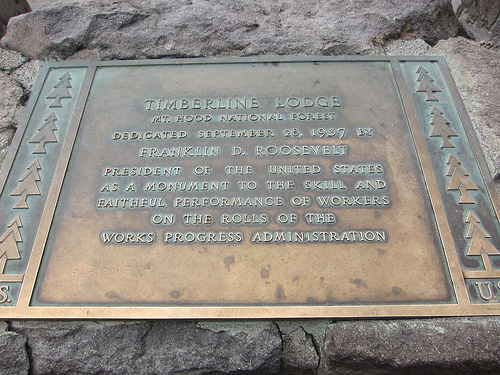 TIMBERLINE LODGE
MT. HOOD NATIONAL FOREST
DEDICATED SEPTEMBER 28, 1937 BY
FRANKLIN D. ROOSEVELT
PRESIDENT OF THE UNITED STATES
AS A MONUMENT TO THE SKILL AND
FAITHFUL PERFORMANCE OF WORKERS
ON THE ROLLS OF THE
WORKS PROGRESS ADMINISTRATION
S.
U.